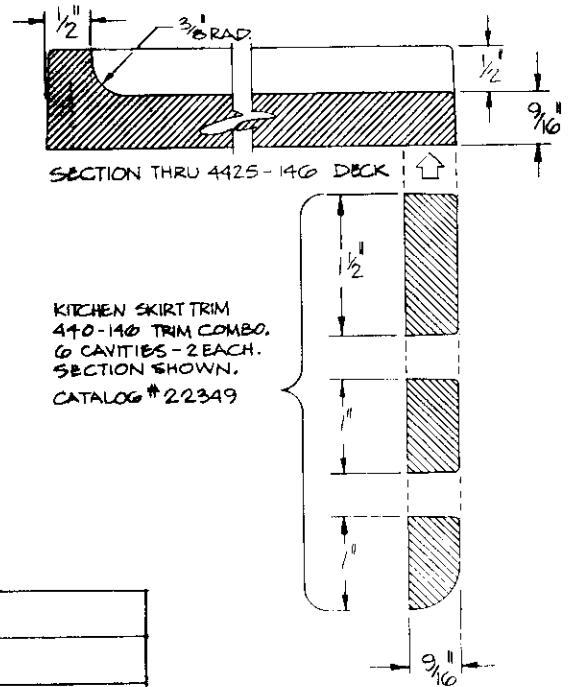 1/2"
3/8" RAD.
1/2"
9/16"
SECTION THRU 4425-146 DECK
1/2"
KITCHEN SKIRT TRIM
440-146 TRIM COMBO.
6 CAVITIES - 2 EACH.
SECTION SHOWN.
CATALOG # 22349
1"
1"
9/16"